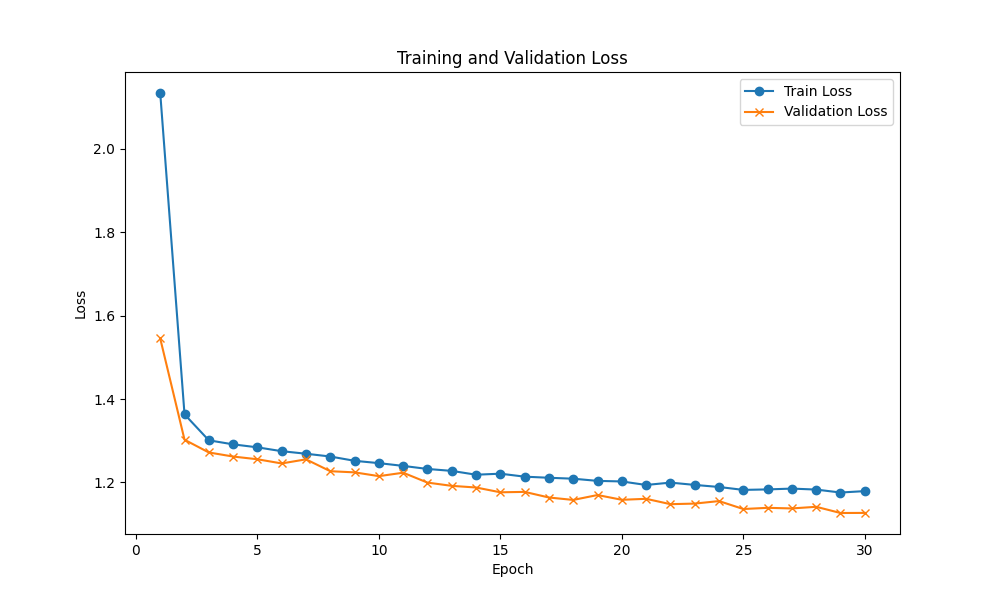 Training and Validation Loss
Train Loss
Validation Loss
2.0
1.8
1.6
1.4
1.2
Loss
0 5 10 15 20 25 30
Epoch